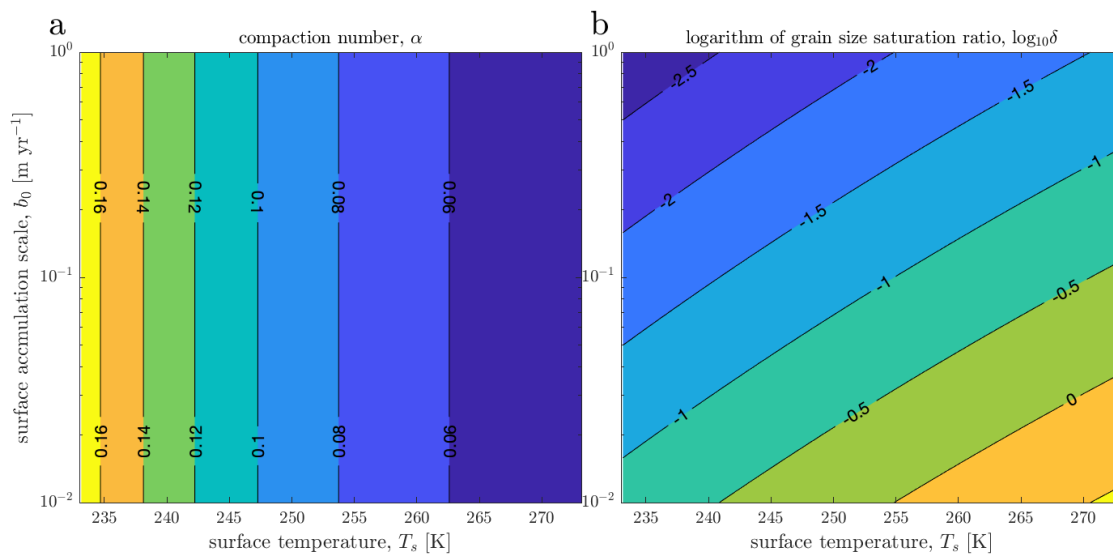 a
compaction number, α
surface accmulation scale, b₀ [m yr⁻¹]
10⁰
10⁻¹
10⁻²
0.16 0.14 0.12 0.1 0.08 0.06
0.16 0.14 0.12 0.1 0.08 0.06
235 240 245 250 255 260 265 270
surface temperature, Tₛ [K]
b
logarithm of grain size saturation ratio, log₁₀δ
10⁰
10⁻¹
10⁻²
-2.5
-2
-1.5
-2
-1.5
-1
-1
-0.5
-1
-0.5
0
235 240 245 250 255 260 265 270
surface temperature, Tₛ [K]